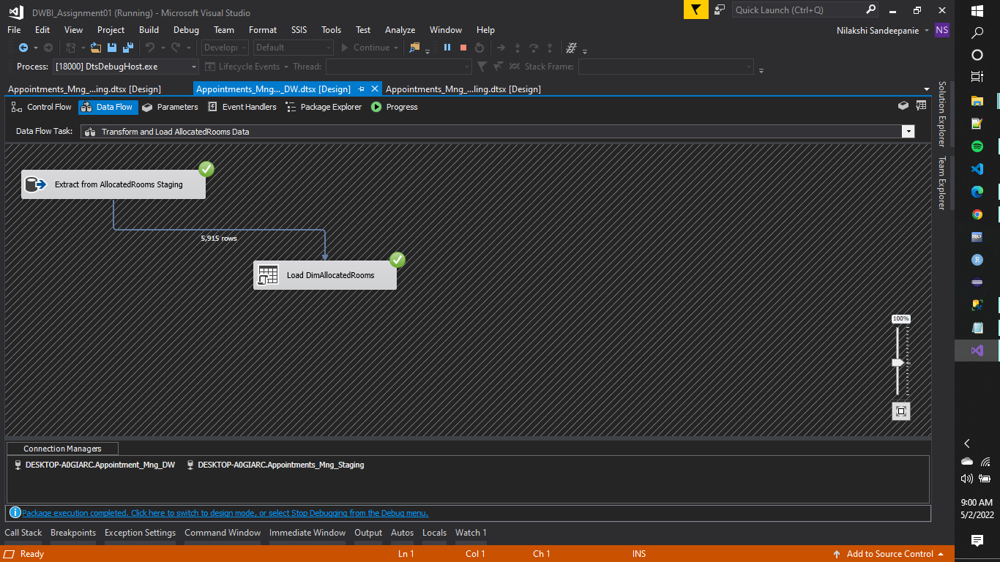 DWBI_Assignment01 (Running) - Microsoft Visual Studio
Quick Launch (Ctrl+Q)
File Edit View Project Build Debug Team Format SSIS Tools Test Analyze Window Help
Nilakshi Sandeepanie NS
Develop Default Continue
Process: [18000] DtsDebugHost.exe Lifecycle Events Thread: Stack Frame:
Appointments_Mng_...ing.dtsx [Design] Appointments_Mng..._DW.dtsx [Design] Appointments_Mng_...ling.dtsx [Design]
Control Flow Data Flow Parameters Event Handlers Package Explorer Progress
Data Flow Task: Transform and Load AllocatedRooms Data
Solution Explorer
Team Explorer
Extract from AllocatedRooms Staging
5,915 rows
Load DimAllocatedRooms
100%
Connection Managers
DESKTOP-A0GIARC.Appointment_Mng_DW DESKTOP-A0GIARC.Appointments_Mng_Staging
Package execution completed. Click here to switch to design mode, or select Stop Debugging from the Debug menu.
Call Stack Breakpoints Exception Settings Command Window Immediate Window Output Autos Locals Watch 1
Ready Ln 1 Col 1 Ch 1 INS Add to Source Control
SQL
R
9:00 AM
5/2/2022